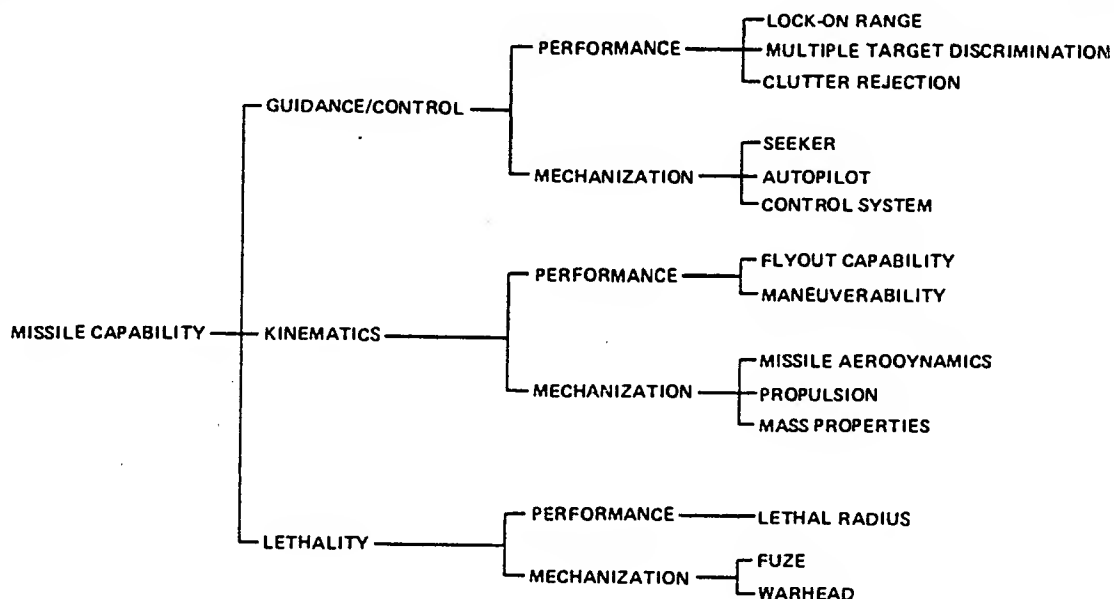 LOCK-ON RANGE
PERFORMANCE
MULTIPLE TARGET DISCRIMINATION
CLUTTER REJECTION
GUIDANCE/CONTROL
SEEKER
MECHANIZATION
AUTOPILOT
CONTROL SYSTEM
FLYOUT CAPABILITY
PERFORMANCE
MANEUVERABILITY
MISSILE CAPABILITY
KINEMATICS
MISSILE AEROOYNAMICS
MECHANIZATION
PROPULSION
MASS PROPERTIES
PERFORMANCE
LETHAL RADIUS
LETHALITY
FUZE
MECHANIZATION
WARHEAD